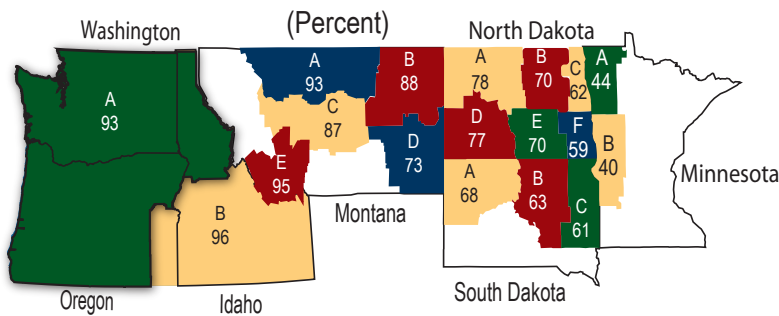 Washington
(Percent)
North Dakota
A
93
A
93
B
88
A
78
B
70
C
62
A
44
C
87
D
77
E
70
F
59
B
40
D
73
E
95
A
68
B
63
C
61
Minnesota
B
96
Montana
South Dakota
Oregon
Idaho